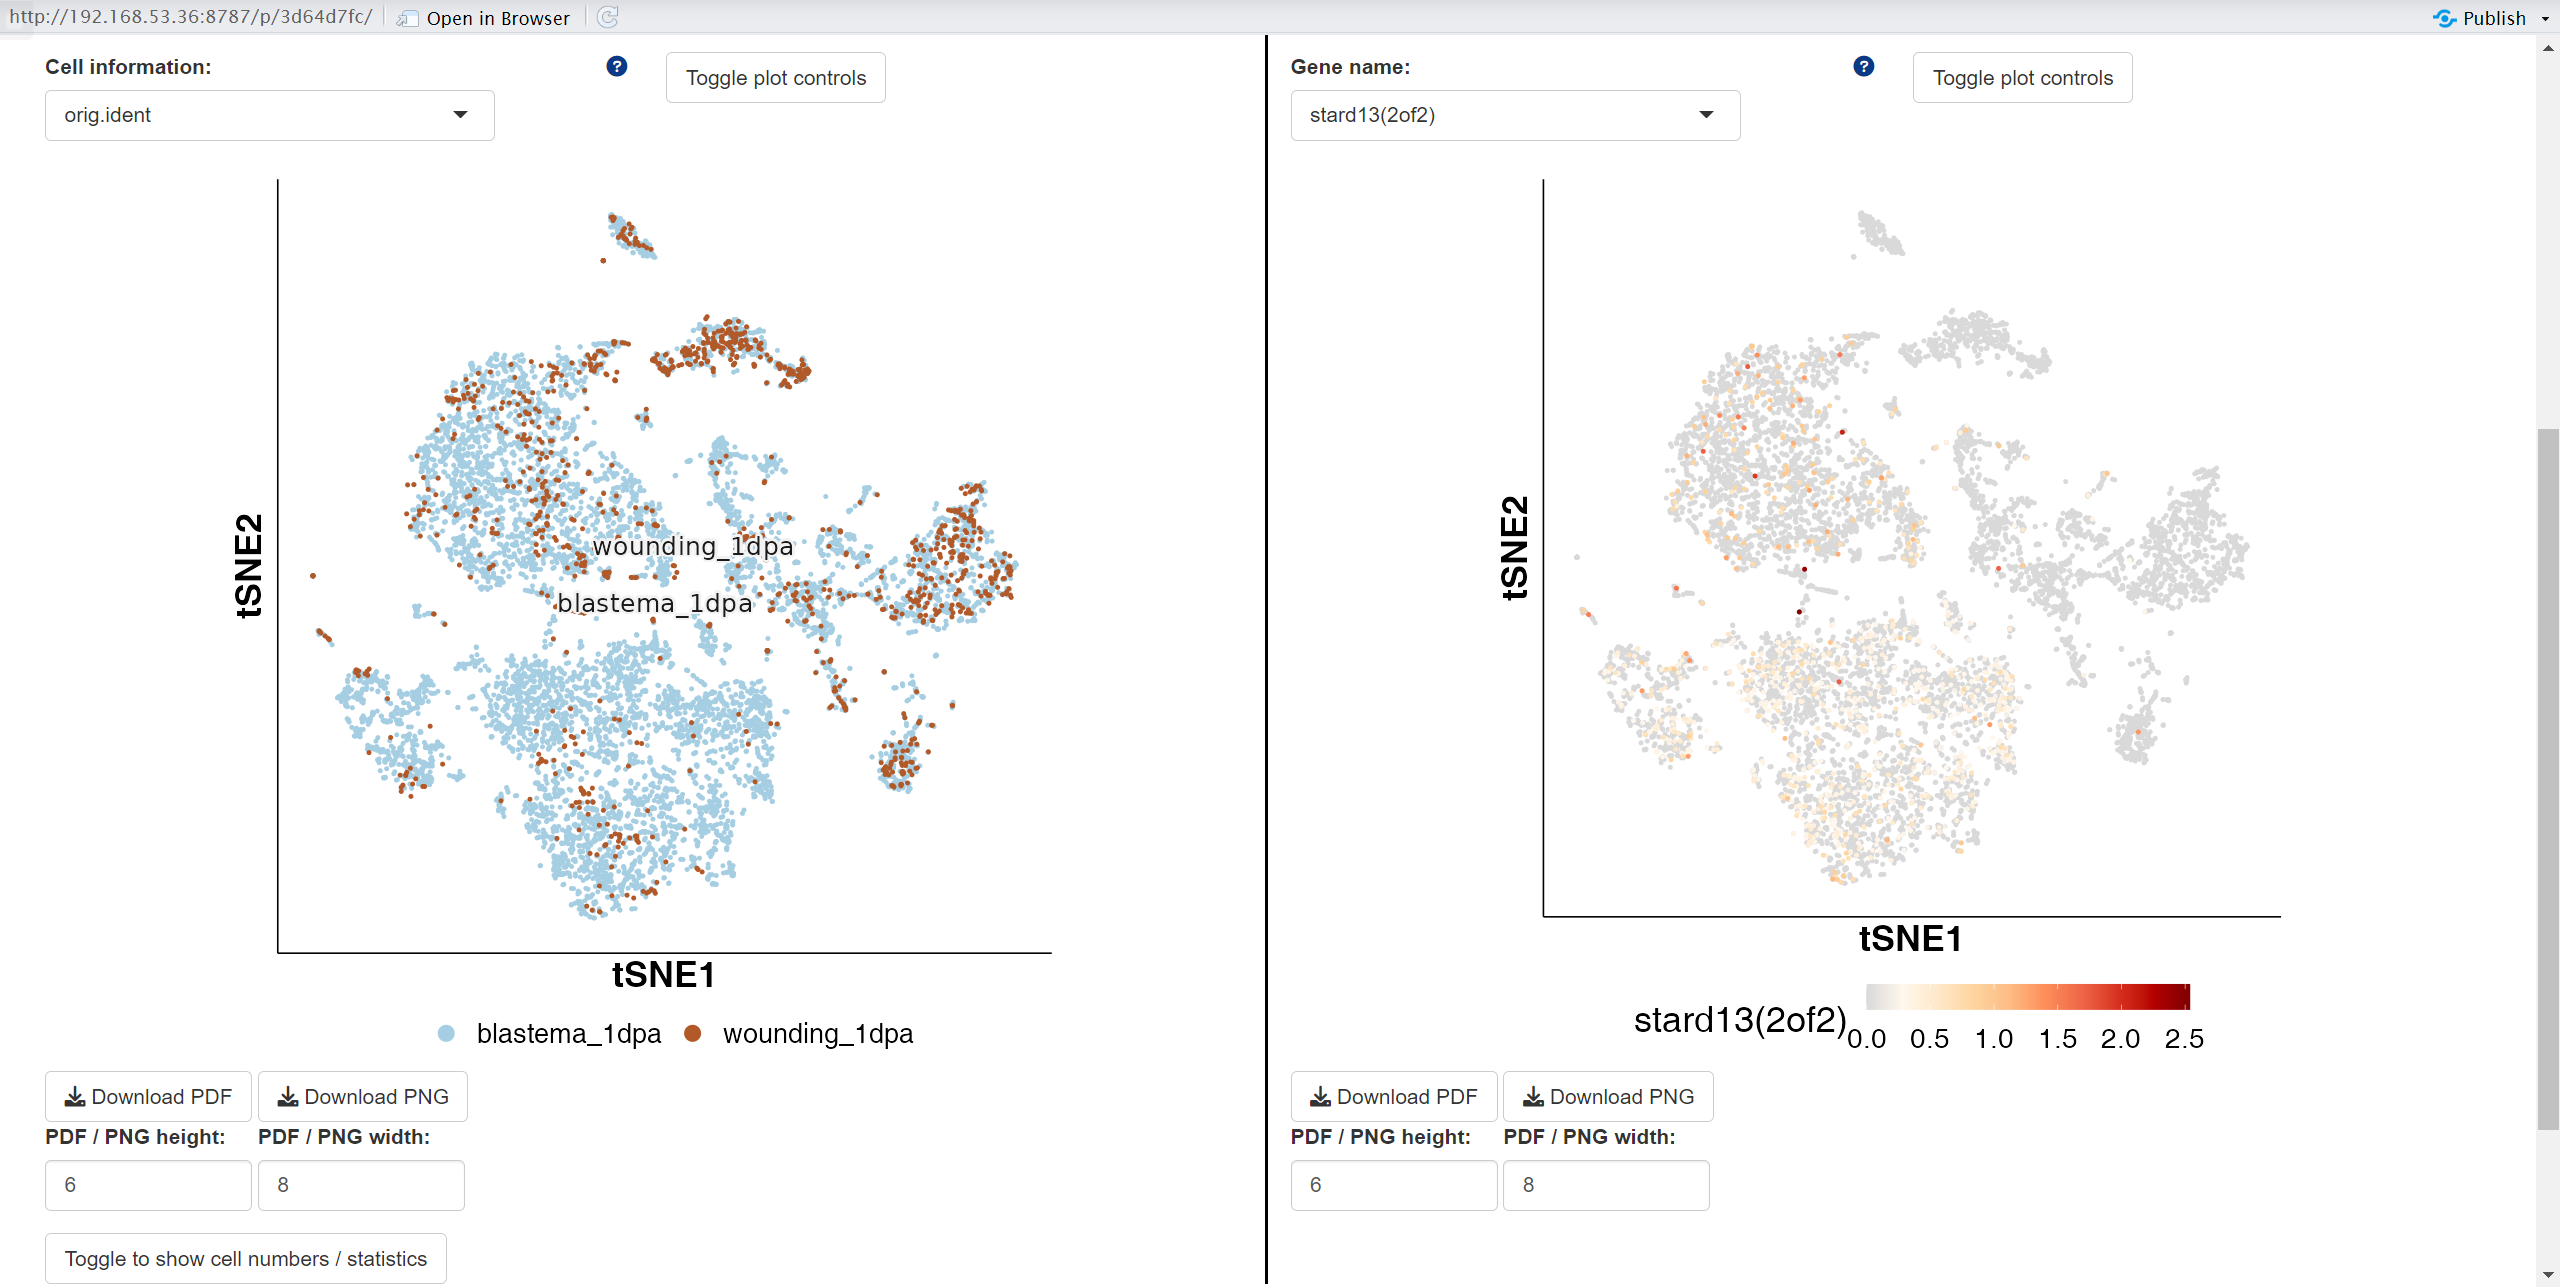 http://192.168.53.36:8787/p/3d64d7fc/ Open in Browser Publish
Cell information: ? Toggle plot controls
orig.ident
tSNE2
wounding_1dpa
blastema_1dpa
tSNE1
blastema_1dpa wounding_1dpa
Download PDF Download PNG
PDF / PNG height: PDF / PNG width:
6 8
Toggle to show cell numbers / statistics
Gene name: ? Toggle plot controls
stard13(2of2)
tSNE2
tSNE1
stard13(2of2)
0.0 0.5 1.0 1.5 2.0 2.5
Download PDF Download PNG
PDF / PNG height: PDF / PNG width:
6 8